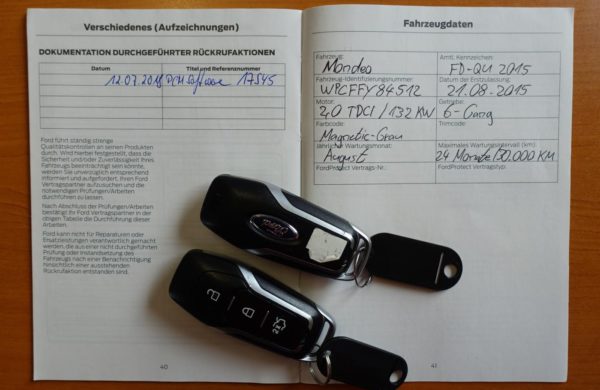 Verschiedenes (Aufzeichnungen)
DOKUMENTATION DURCHGEFÜHRTER RÜCKRUFAKTIONEN
Datum Titel und Referenznummer
12.07.2018 PCM Software 17S45
Ford führt ständig strenge
Qualitätskontrollen an seinen Produkten
durch. Wird hierbei festgestellt, dass die
Sicherheit und/oder Zuverlässigkeit Ihres
Fahrzeugs beeinträchtigt sein könnte,
werden Sie unverzüglich entsprechend
informiert und aufgefordert, Ihren Ford
Vertragspartner aufzusuchen und die
notwendigen Prüfungen/Arbeiten
durchführen zu lassen.
Nach Abschluss der Prüfungen/Arbeiten
bestätigt Ihr Ford Vertragspartner in der
obigen Tabelle die Durchführung dieser
Arbeiten.
Ford kann nicht für Reparaturen oder
Ersatzleistungen verantwortlich gemacht
werden, die aus einer nicht durchgeführten
Prüfung oder Instandsetzung des
Fahrzeugs nach einer Benachrichtigung
hinsichtlich einer ausstehenden
Rückrufaktion entstanden sind.
40
Fahrzeugdaten
Fahrzeug: Amtl. Kennzeichen:
Mondeo FD-QU 2015
Fahrzeug-Identifizierungsnummer: Datum der Erstzulassung:
WPCFFY84512 21.08-2015
Motor: Getriebe:
2.0 TDCI / 132 KW 6-Gang
Farbcode: Trimcode:
Magnetic-Grau
Jährlicher Wartungsmonat: Maximales Wartungsintervall (km):
August 24 Monate/30.000 KM
FordProtect Vertrags-Nr.: FordProtect Vertrag:
41
Ford
2x